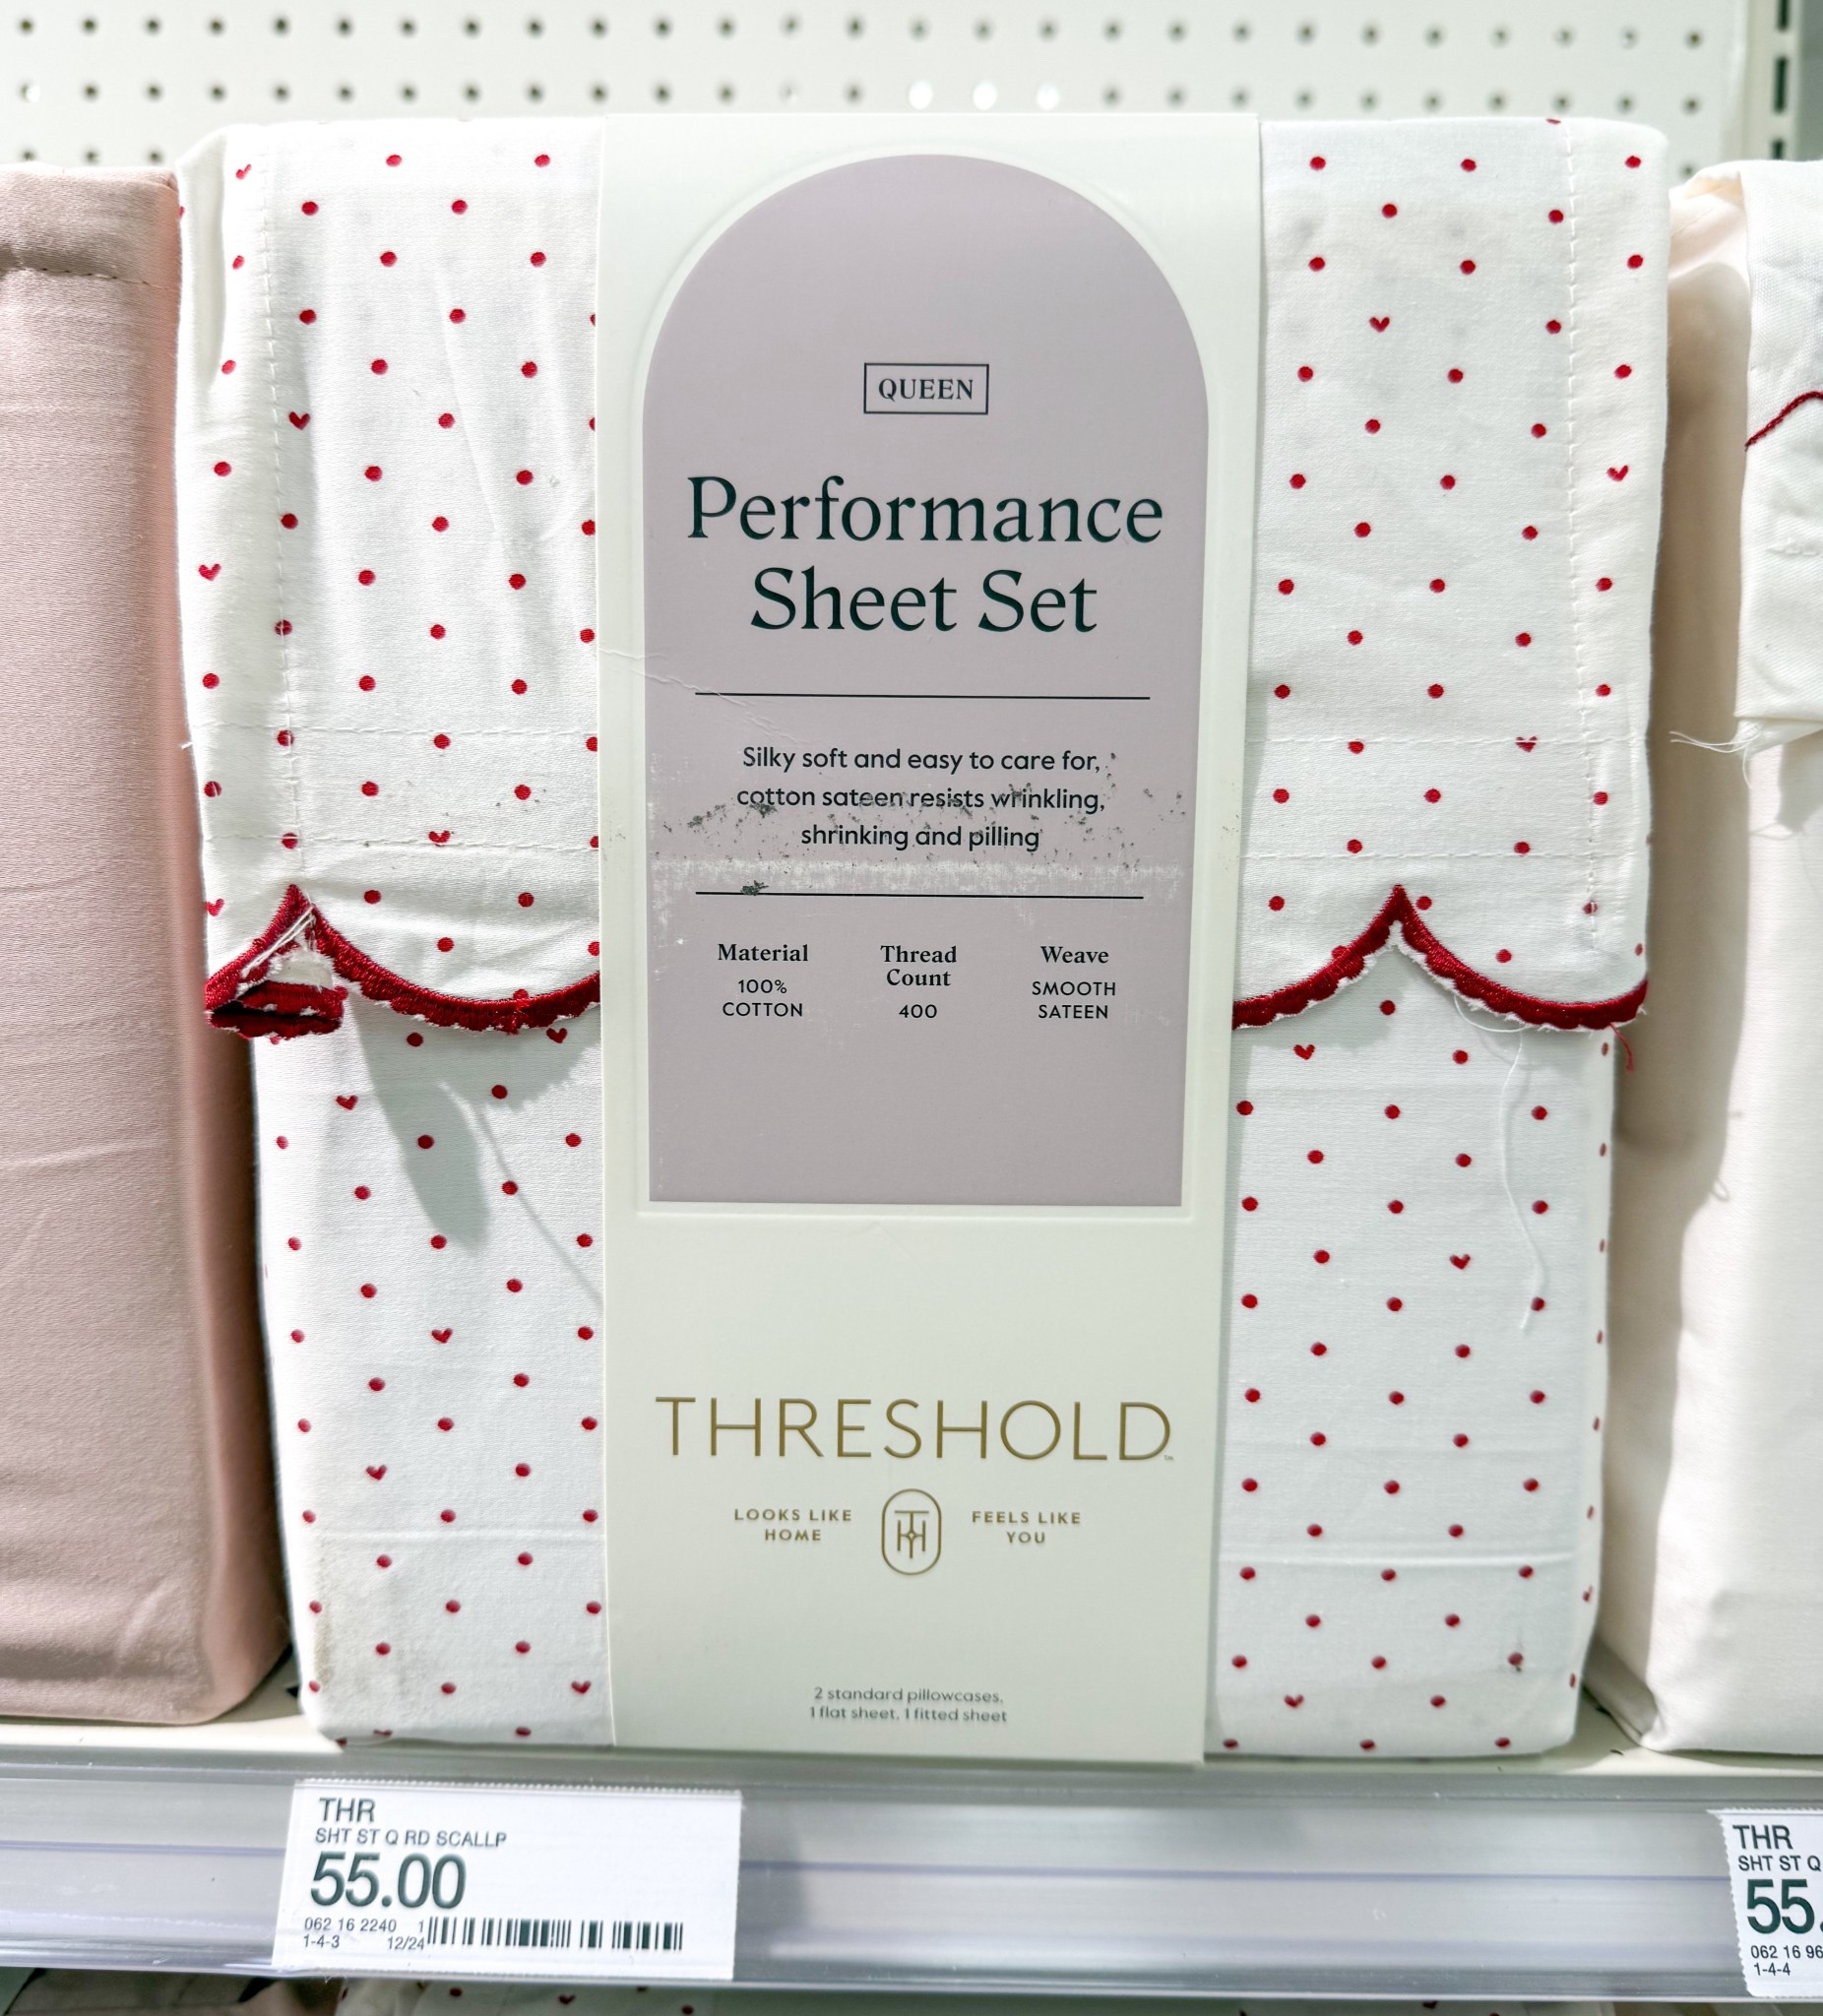 QUEEN
Performance
Sheet Set
Silky soft and easy to care for,
cotton sateen resists wrinkling,
shrinking and pilling
Material
100%
COTTON
Thread
Count
400
Weave
SMOOTH
SATEEN
THRESHOLD™
LOOKS LIKE
HOME
FEELS LIKE
YOU
2 standard pillowcases,
1 flat sheet, 1 fitted sheet
THR
SHT ST Q RD SCALLP
55.00
062 16 2240 1
1-4-3 12/24
THR
SHT ST Q
55.
062 16 96
1-4-4